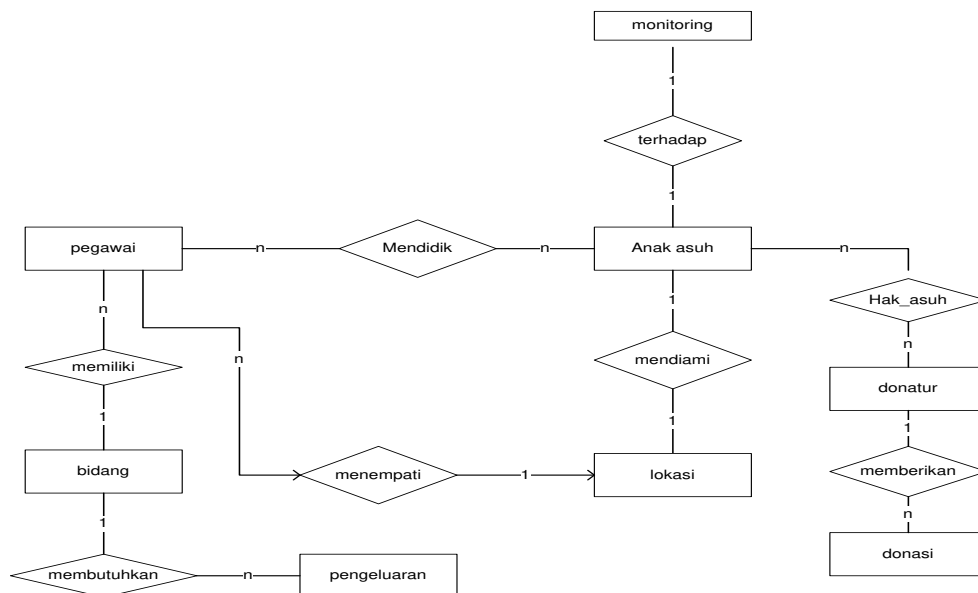 monitoring
1
terhadap
1
pegawai
n
Mendidik
n
Anak asuh
n
n
1
Hak_asuh
n
n
memiliki
mendiami
donatur
1
1
1
bidang
menempati
1
lokasi
memberikan
1
n
membutuhkan
n
pengeluaran
donasi